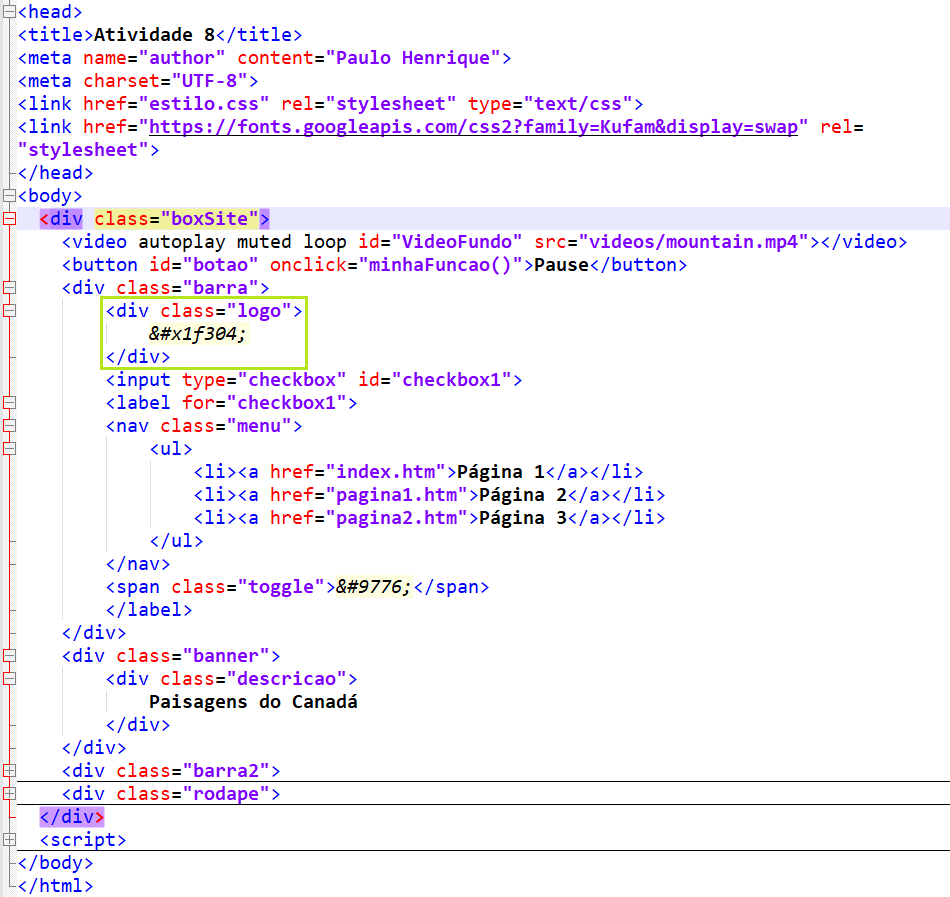 <head>
<title>Atividade 8</title>
<meta name="author" content="Paulo Henrique">
<meta charset="UTF-8">
<link href="estilo.css" rel="stylesheet" type="text/css">
<link href="https://fonts.googleapis.com/css2?family=Kufam&display=swap" rel=
"stylesheet">
</head>
<body>
<div class="boxSite">
<video autoplay muted loop id="VideoFundo" src="videos/mountain.mp4"></video>
<button id="botao" onclick="minhaFuncao()">Pause</button>
<div class="barra">
<div class="logo">
&#x1f304;
</div>
<input type="checkbox" id="checkbox1">
<label for="checkbox1">
<nav class="menu">
<ul>
<li><a href="index.htm">Página 1</a></li>
<li><a href="pagina1.htm">Página 2</a></li>
<li><a href="pagina2.htm">Página 3</a></li>
</ul>
</nav>
<span class="toggle">&#9776;</span>
</label>
</div>
<div class="banner">
<div class="descricao">
Paisagens do Canadá
</div>
</div>
<div class="barra2">
<div class="rodape">
</div>
<script>
</body>
</html>